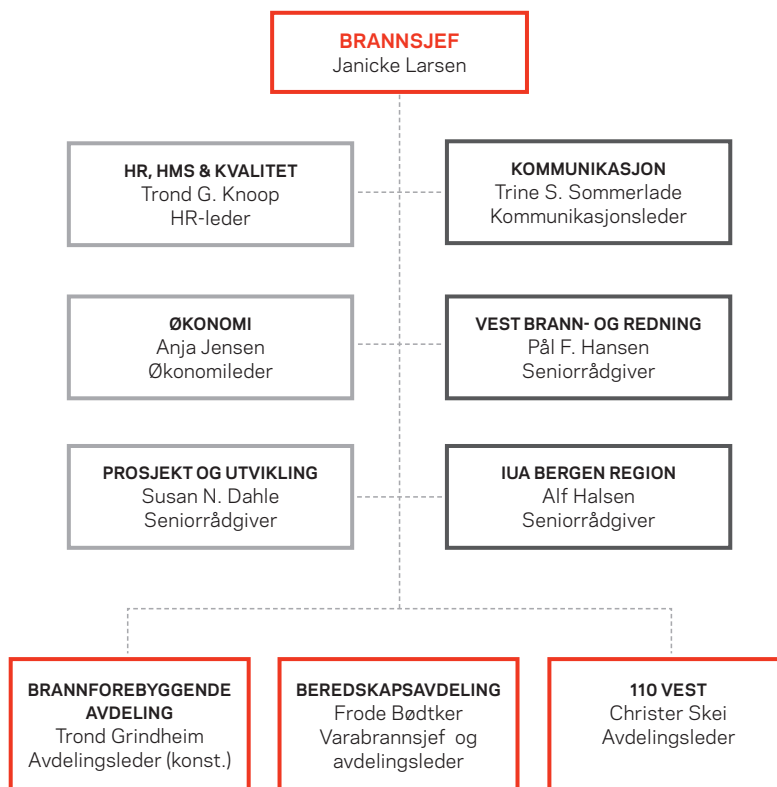 BRANNSJEF
Janicke Larsen
HR, HMS & KVALITET
Trond G. Knoop
HR-leder
KOMMUNIKASJON
Trine S. Sommerlade
Kommunikasjonsleder
ØKONOMI
Anja Jensen
Økonomileder
VEST BRANN- OG REDNING
Pål F. Hansen
Seniorrådgiver
PROSJEKT OG UTVIKLING
Susan N. Dahle
Seniorrådgiver
IUA BERGEN REGION
Alf Halsen
Seniorrådgiver
BRANNFOREBYGGENDE
AVDELING
Trond Grindheim
Avdelingsleder (konst.)
BEREDSKAPSAVDELING
Frode Bødtker
Varabrannsjef og
avdelingsleder
110 VEST
Christer Skei
Avdelingsleder